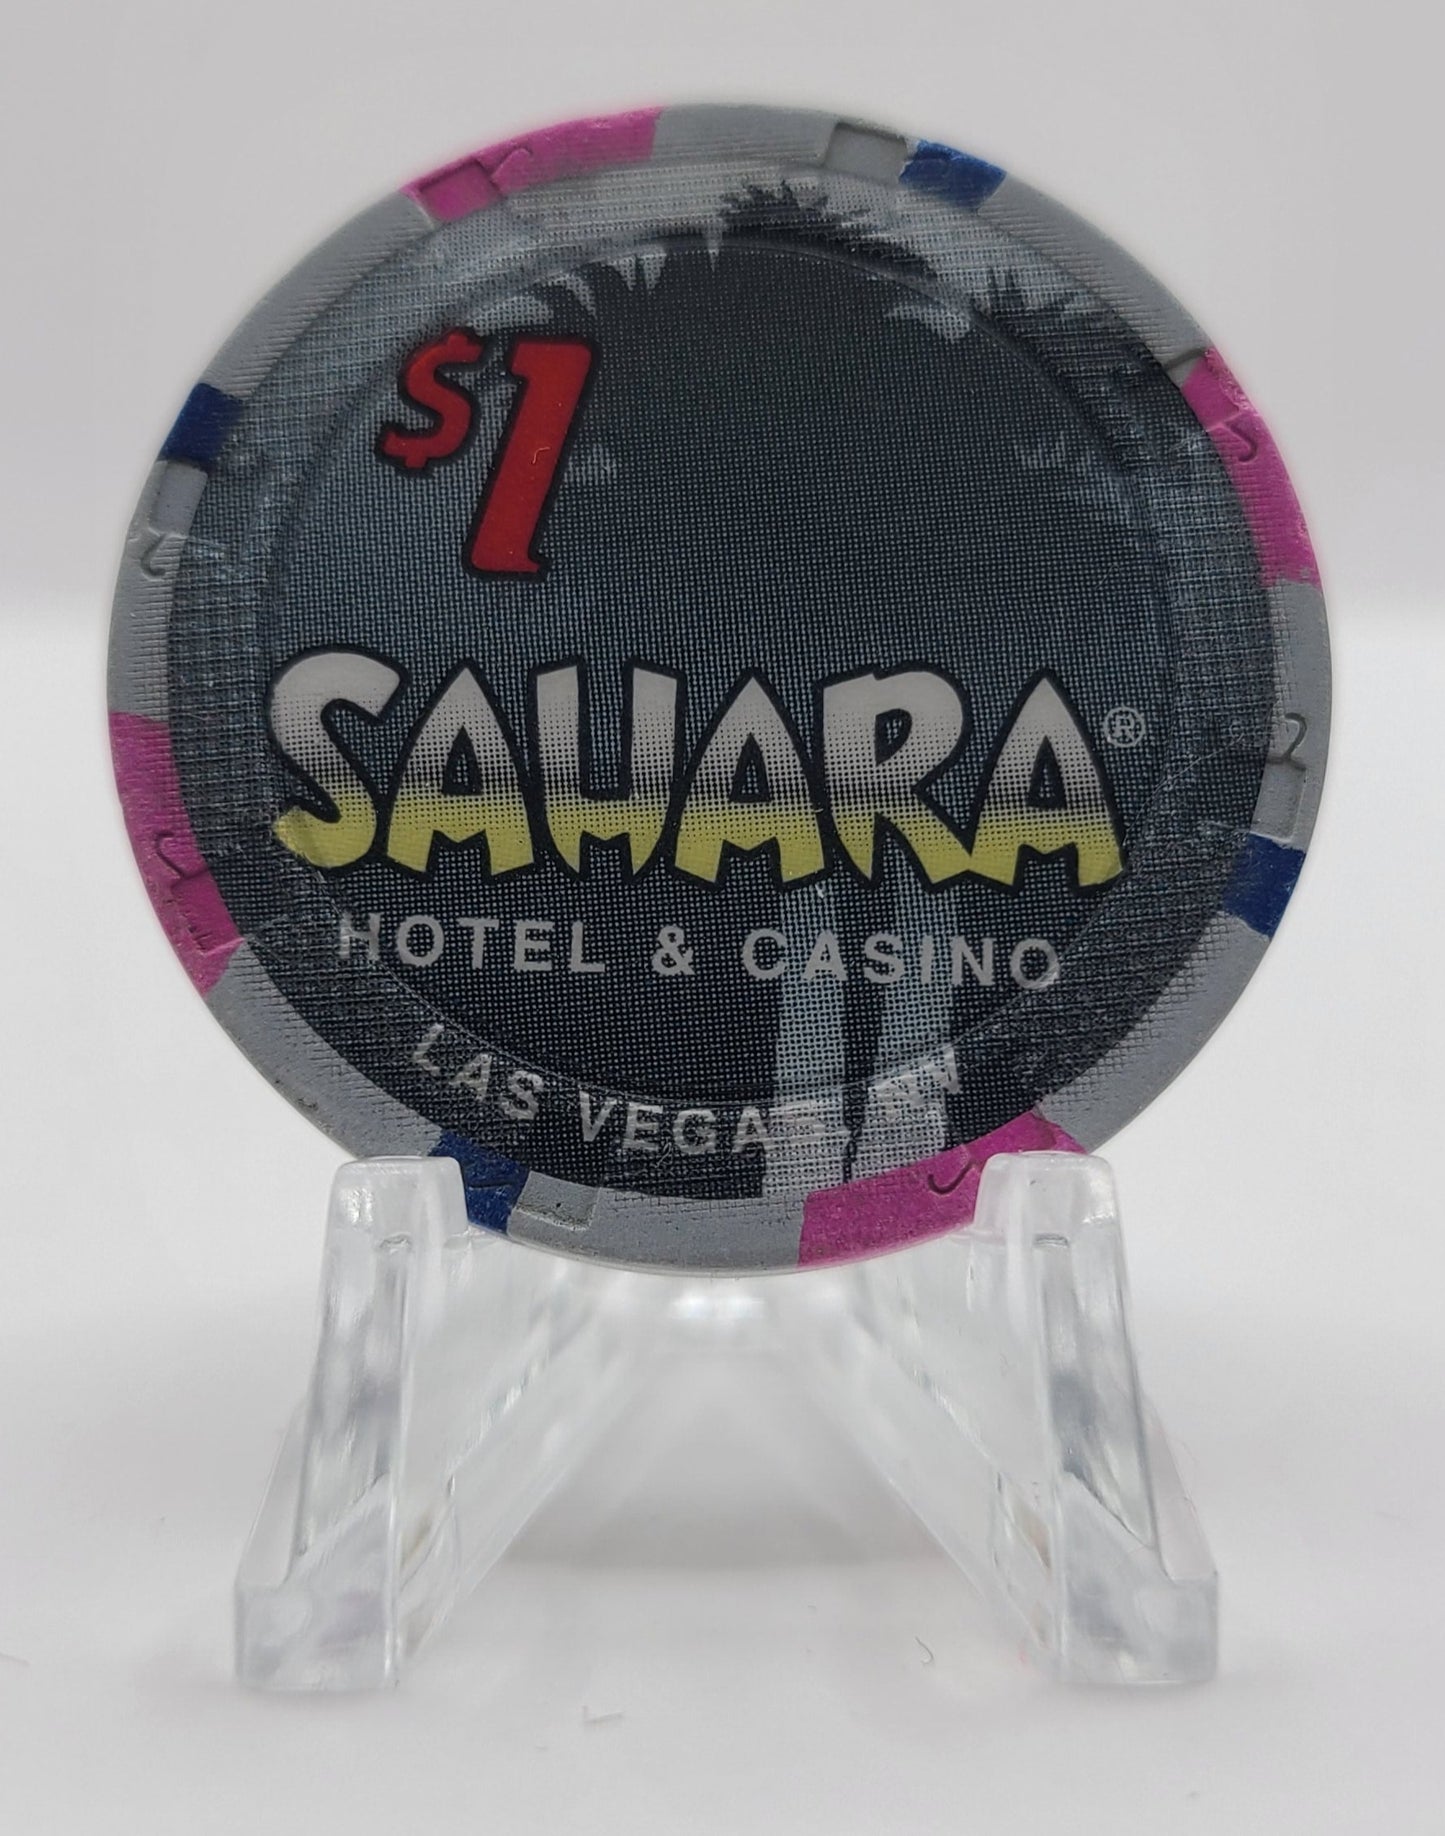 $1
SAHARA®
HOTEL & CASINO
LAS VEGAS, NV